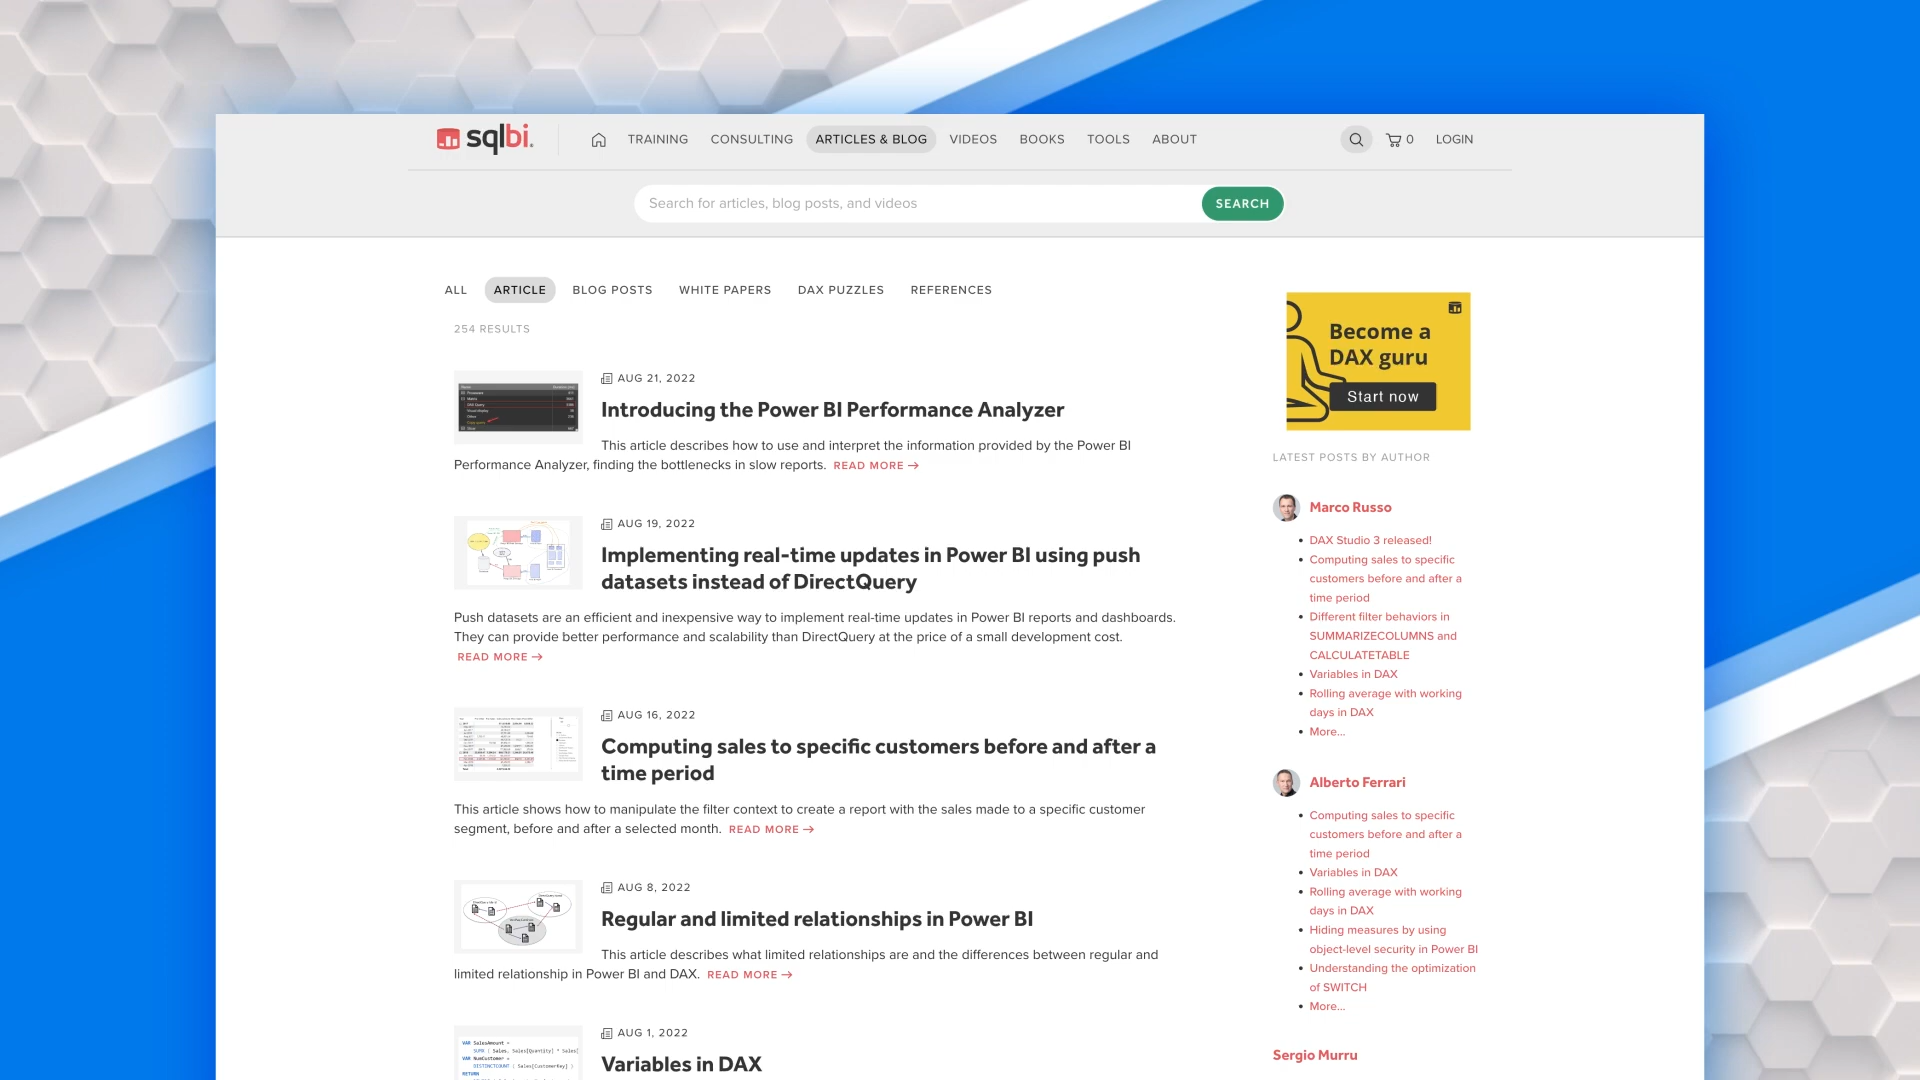 sqlbi.
TRAINING CONSULTING ARTICLES & BLOG VIDEOS BOOKS TOOLS ABOUT 0 LOGIN
Search for articles, blog posts, and videos SEARCH
ALL ARTICLE BLOG POSTS WHITE PAPERS DAX PUZZLES REFERENCES
254 RESULTS
AUG 21, 2022
Introducing the Power BI Performance Analyzer
This article describes how to use and interpret the information provided by the Power BI
Performance Analyzer, finding the bottlenecks in slow reports. READ MORE →
AUG 19, 2022
Implementing real-time updates in Power BI using push
datasets instead of DirectQuery
Push datasets are an efficient and inexpensive way to implement real-time updates in Power BI reports and dashboards.
They can provide better performance and scalability than DirectQuery at the price of a small development cost.
READ MORE →
AUG 16, 2022
Computing sales to specific customers before and after a
time period
This article shows how to manipulate the filter context to create a report with the sales made to a specific customer
segment, before and after a selected month. READ MORE →
AUG 8, 2022
Regular and limited relationships in Power BI
This article describes what limited relationships are and the differences between regular and
limited relationship in Power BI and DAX. READ MORE →
AUG 1, 2022
Variables in DAX
VAR SalesAmount =
SUMX ( Sales, Sales[Quantity] * Sales[
VAR NumCustomer =
DISTINCTCOUNT ( Sales[CustomerKey] )
RETURN
Become a
DAX guru
Start now
LATEST POSTS BY AUTHOR
Marco Russo
DAX Studio 3 released!
Computing sales to specific
customers before and after a
time period
Different filter behaviors in
SUMMARIZECOLUMNS and
CALCULATETABLE
Variables in DAX
Rolling average with working
days in DAX
More...
Alberto Ferrari
Computing sales to specific
customers before and after a
time period
Variables in DAX
Rolling average with working
days in DAX
Hiding measures by using
object-level security in Power BI
Understanding the optimization
of SWITCH
More...
Sergio Murru